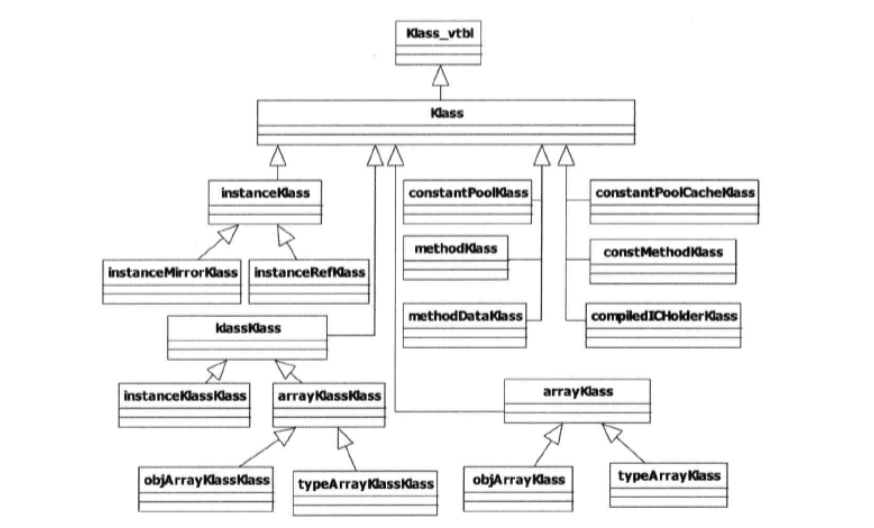 Klass_vtbl
Klass
instanceKlass
constantPoolKlass
constantPoolCacheKlass
methodKlass
constMethodKlass
instanceMirrorKlass
instanceRefKlass
methodDataKlass
compiledICHolderKlass
klassKlass
instanceKlassKlass
arrayKlassKlass
arrayKlass
objArrayKlassKlass
typeArrayKlassKlass
objArrayKlass
typeArrayKlass